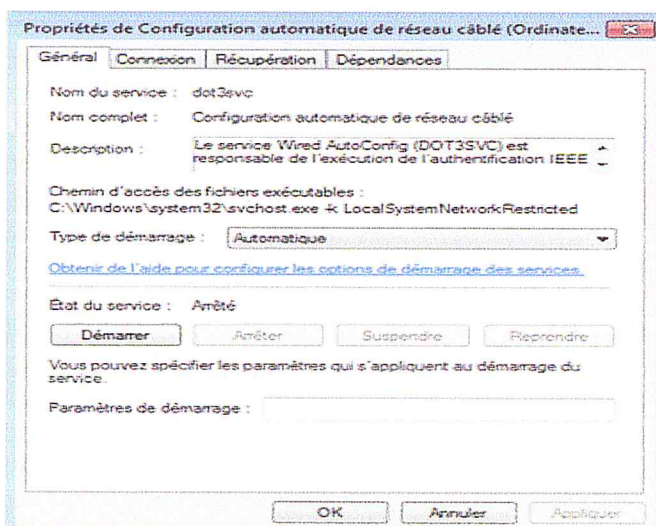 Propriétés de Configuration automatique de réseau câblé (Ordinate...
Général Connexion Récupération Dépendances
Nom du service : dot3svc
Nom complet : Configuration automatique de réseau câblé
Description : Le service Wired AutoConfig (DOT3SVC) est
responsable de l'exécution de l'authentification IEEE
Chemin d'accès des fichiers exécutables :
C:\Windows\system32\svchost.exe -k LocalSystemNetworkRestricted
Type de démarrage : Automatique
Obtenir de l'aide pour configurer les options de démarrage des services.
État du service : Arrêté
Démarrer Arrêter Suspendre Reprendre
Vous pouvez spécifier les paramètres qui s'appliquent au démarrage du
service.
Paramètres de démarrage :
OK Annuler Appliquer